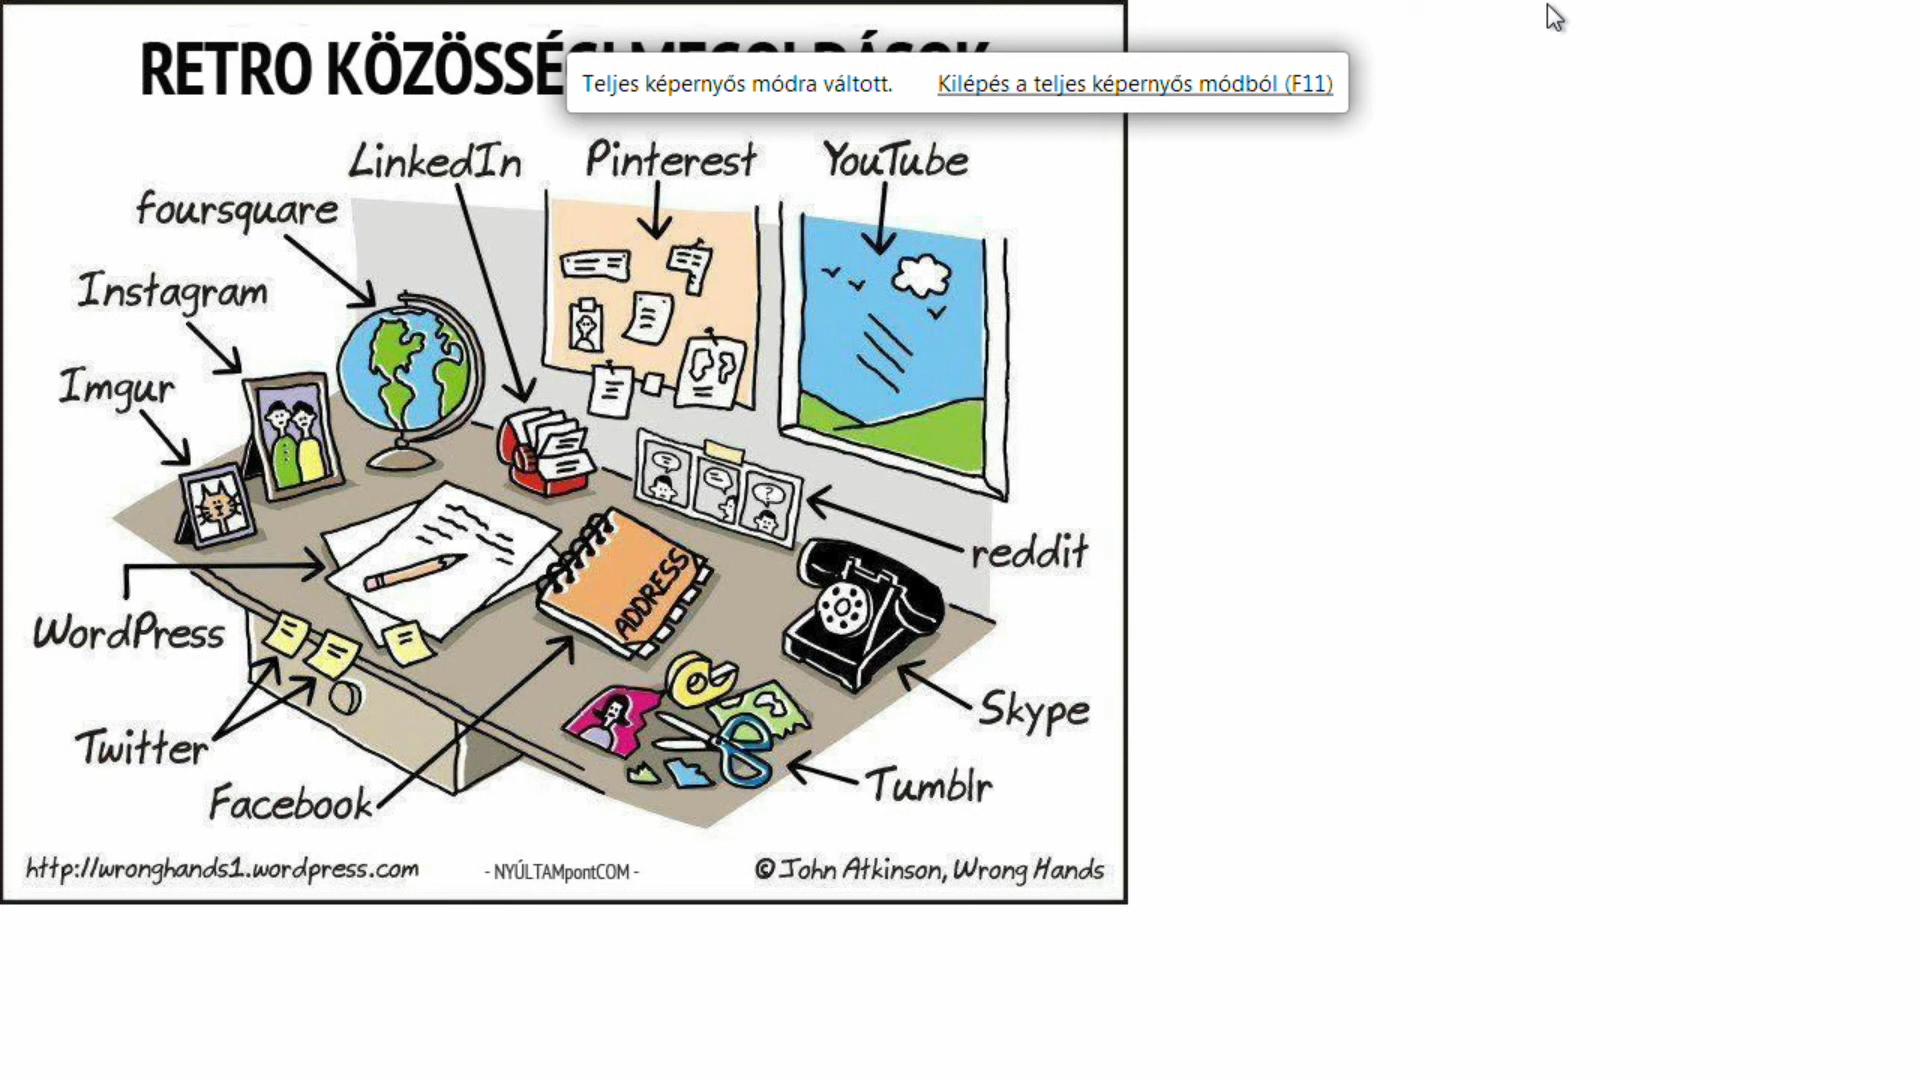 RETRO KÖZÖSSÉ
Teljes képernyős módra váltott. Kilépés a teljes képernyős módból (F11)
LinkedIn Pinterest YouTube
foursquare
Instagram
Imgur
reddit
ADDRESS
WordPress
Skype
Twitter
Tumblr
Facebook
http://wronghands1.wordpress.com - NYÚLTAMpontCOM - © John Atkinson, Wrong Hands